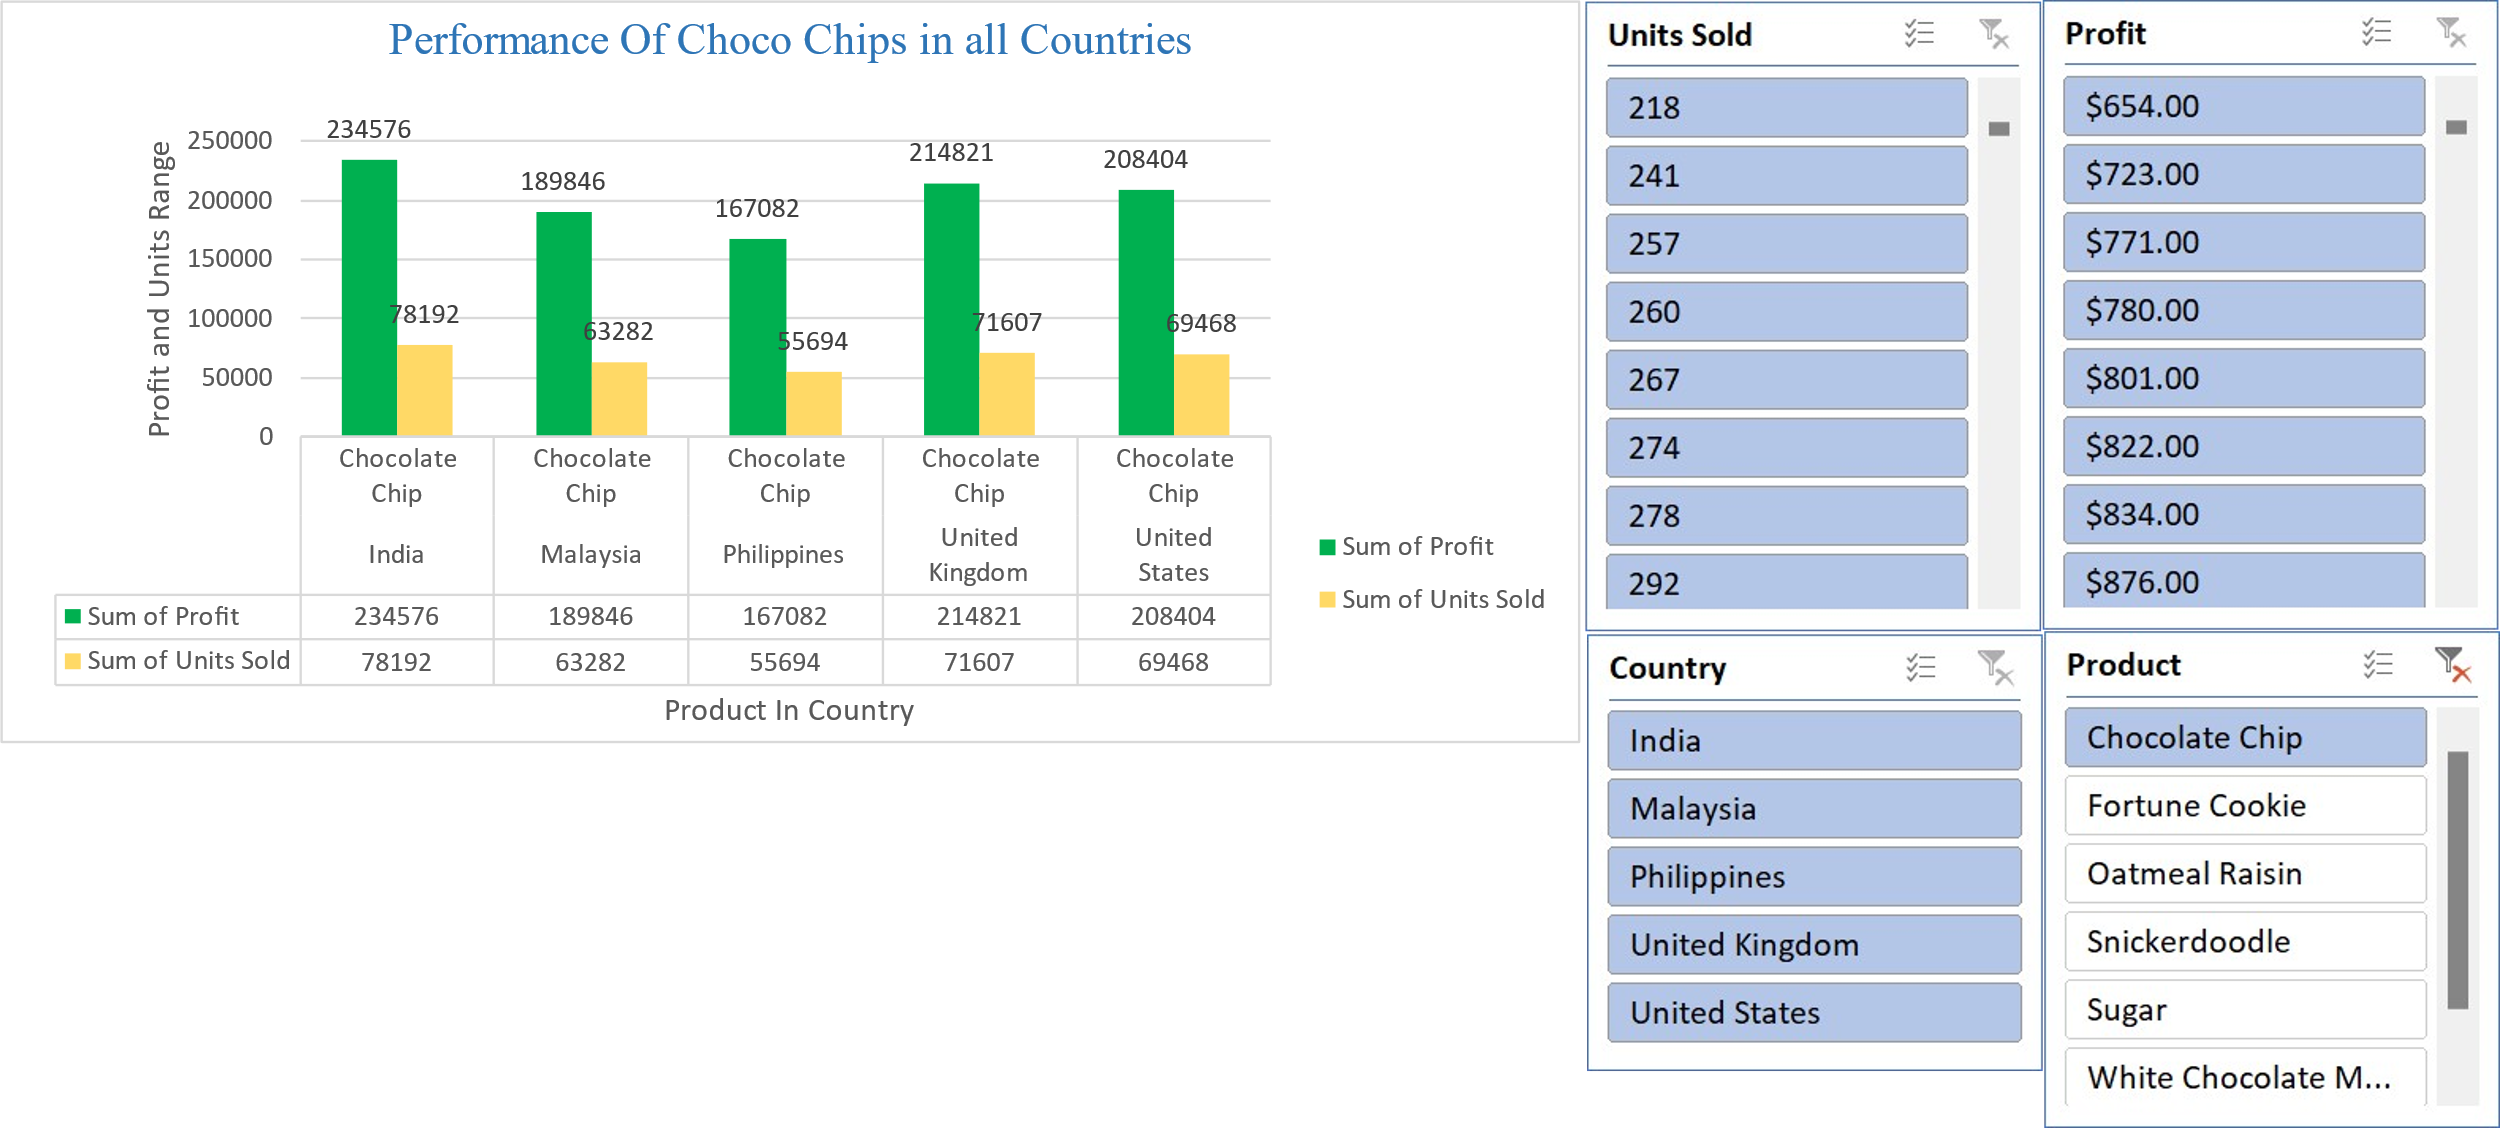 Performance Of Choco Chips in all Countries
Profit and Units Range
250000
200000
150000
100000
50000
0
234576
78192
189846
63282
167082
55694
214821
71607
208404
69468
Chocolate Chip
Chocolate Chip
Chocolate Chip
Chocolate Chip
Chocolate Chip
India
Malaysia
Philippines
United Kingdom
United States
Sum of Profit 234576 189846 167082 214821 208404
Sum of Units Sold 78192 63282 55694 71607 69468
Product In Country
Sum of Profit
Sum of Units Sold
Units Sold
218
241
257
260
267
274
278
292
Profit
$654.00
$723.00
$771.00
$780.00
$801.00
$822.00
$834.00
$876.00
Country
India
Malaysia
Philippines
United Kingdom
United States
Product
Chocolate Chip
Fortune Cookie
Oatmeal Raisin
Snickerdoodle
Sugar
White Chocolate M...